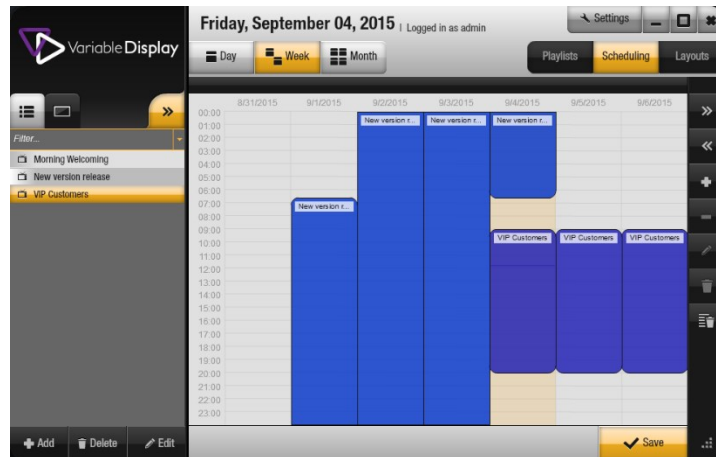 Variable Display
Friday, September 04, 2015 | Logged in as admin
Settings
Day
Week
Month
Playlists
Scheduling
Layouts
Filter...
Morning Welcoming
New version release
VIP Customers
8/31/2015 9/1/2015 9/2/2015 9/3/2015 9/4/2015 9/5/2015 9/6/2015
00:00
01:00
New version r... New version r... New version r...
02:00
03:00
04:00
05:00
06:00
07:00
New version r...
08:00
09:00
10:00
VIP Customers VIP Customers VIP Customers
11:00
12:00
13:00
14:00
15:00
16:00
17:00
18:00
19:00
20:00
21:00
22:00
23:00
Add
Delete
Edit
Save